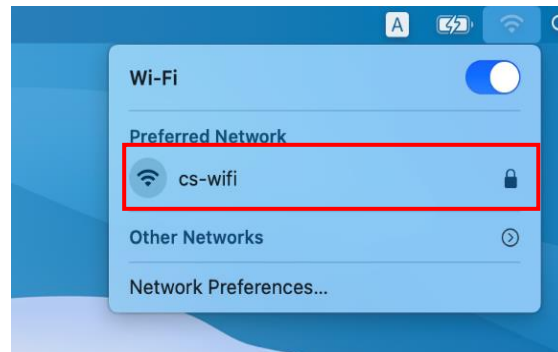 A
Wi-Fi
Preferred Network
cs-wifi
Other Networks
Network Preferences...